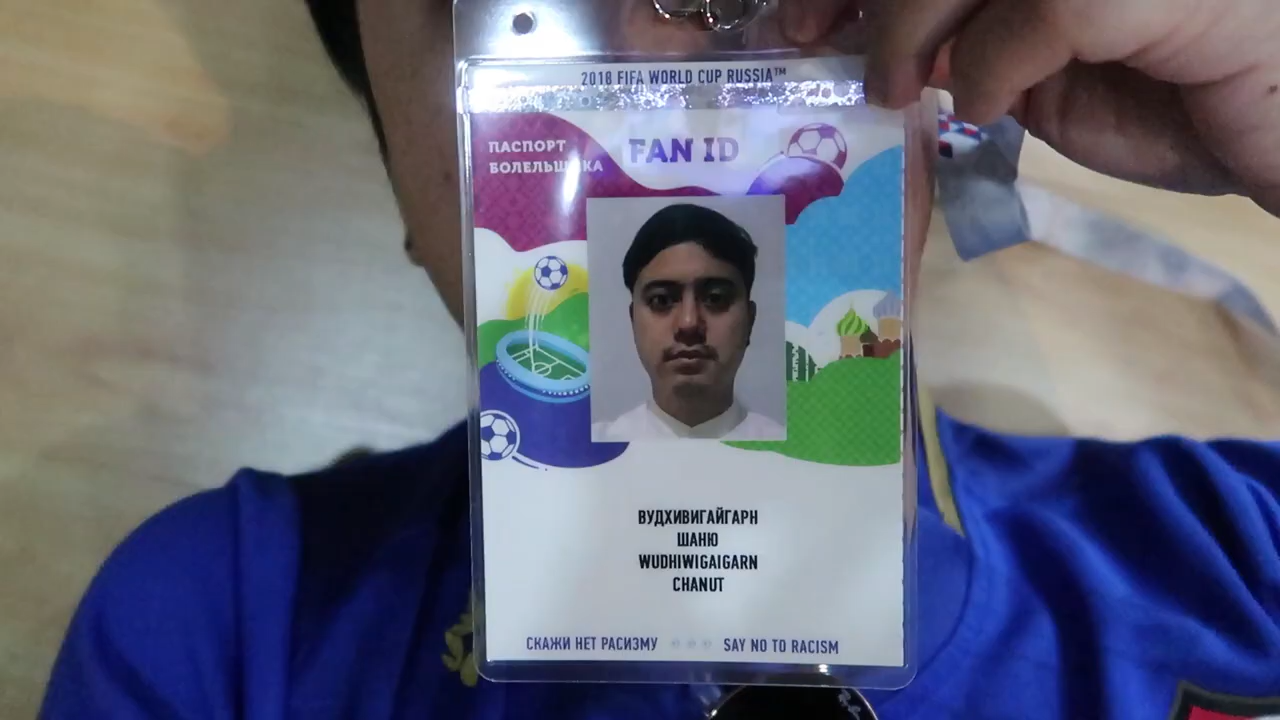 2018 FIFA WORLD CUP RUSSIA™
ПАСПОРТ
БОЛЕЛЬЩИКА
FAN ID
ВУДХИВИГАЙГАРН
ШАНЮ
WUDHIWIGAIGARN
CHANUT
СКАЖИ НЕТ РАСИЗМУ
SAY NO TO RACISM